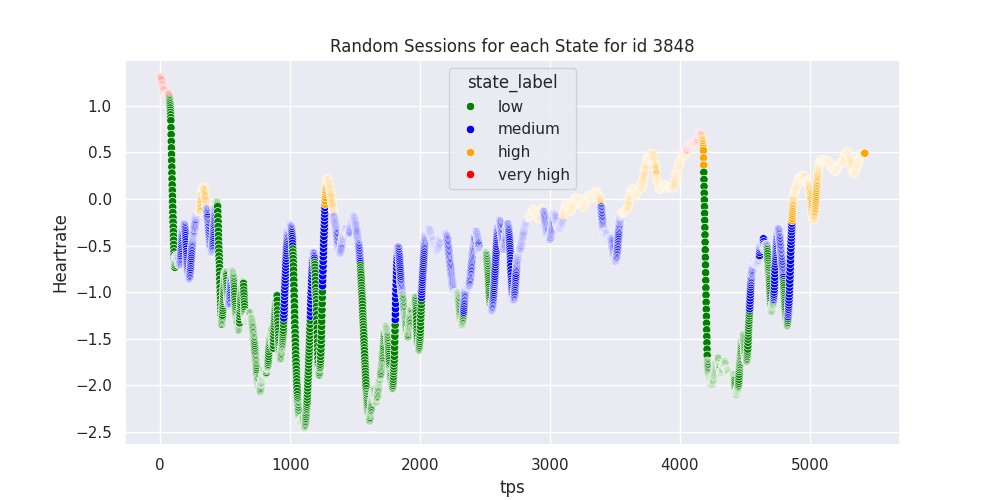 Random Sessions for each State for id 3848
state_label
low
medium
high
very high
1.0
0.5
0.0
−0.5
−1.0
−1.5
−2.0
−2.5
Heartrate
0 1000 2000 3000 4000 5000
tps